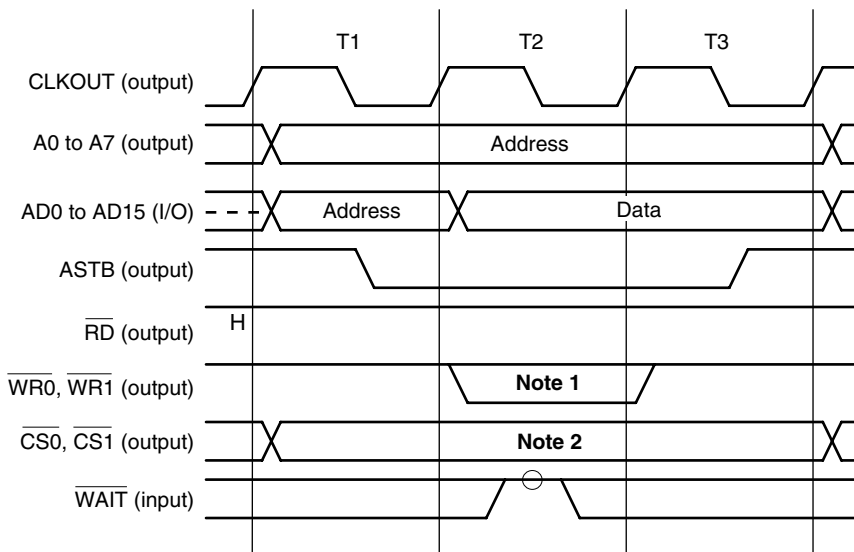 T1 T2 T3
CLKOUT (output)
A0 to A7 (output) Address
AD0 to AD15 (I/O) Address Data
ASTB (output)
RD (output) H
WR0, WR1 (output) Note 1
CS0, CS1 (output) Note 2
WAIT (input)